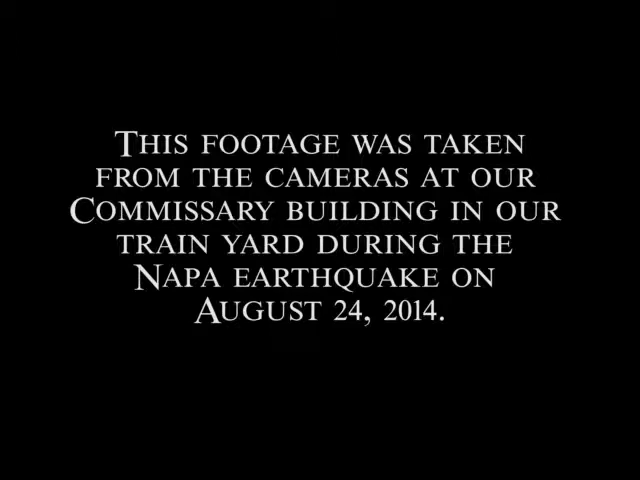 This footage was taken
from the cameras at our
Commissary building in our
train yard during the
Napa earthquake on
August 24, 2014.